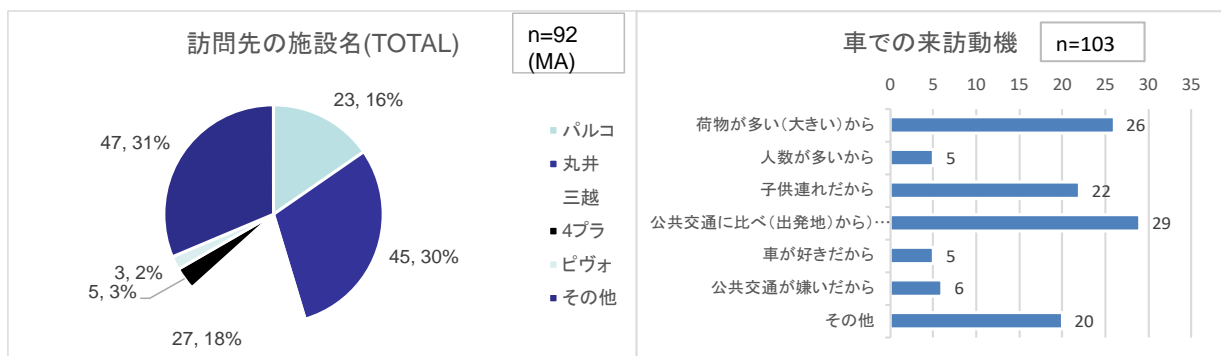 訪問先の施設名(TOTAL)
n=92
(MA)
23, 16%
47, 31%
45, 30%
3, 2%
5, 3%
27, 18%
パルコ
丸井
三越
4プラ
ピヴォ
その他
車での来訪動機
n=103
0 5 10 15 20 25 30 35
荷物が多い(大きい)から 26
人数が多いから 5
子供連れだから 22
公共交通に比べ(出発地)から)… 29
車が好きだから 5
公共交通が嫌いだから 6
その他 20